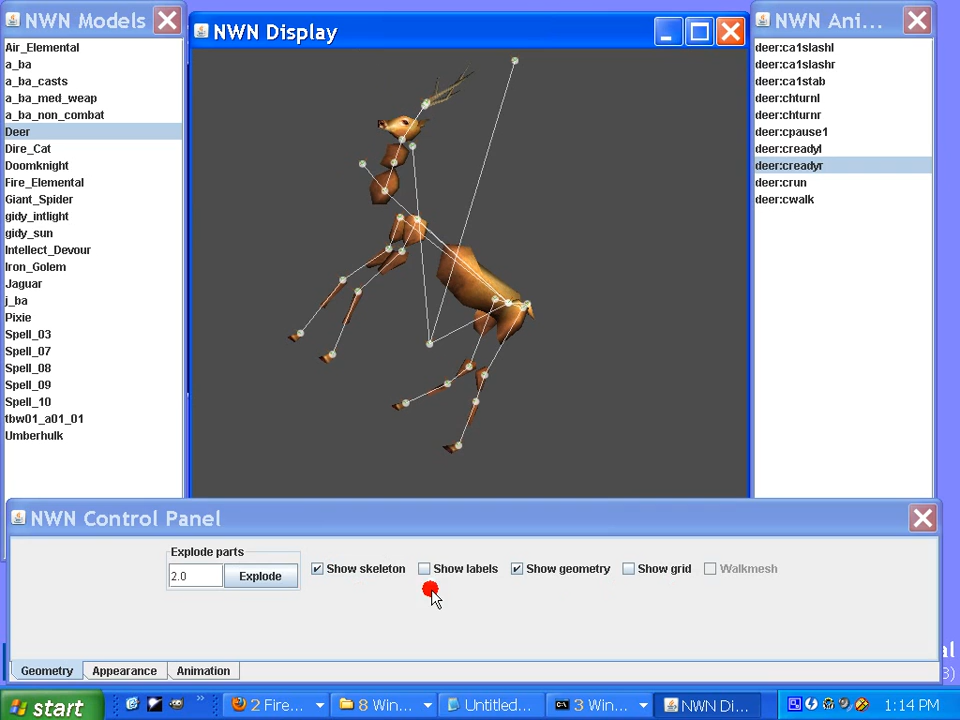 NWN Models
Air_Elemental
a_ba
a_ba_casts
a_ba_med_weap
a_ba_non_combat
Deer
Dire_Cat
Doomknight
Fire_Elemental
Giant_Spider
gidy_intlight
gidy_sun
Intellect_Devour
Iron_Golem
Jaguar
j_ba
Pixie
Spell_03
Spell_07
Spell_08
Spell_09
Spell_10
tbw01_a01_01
Umberhulk
NWN Display
NWN Ani...
deer:ca1slashl
deer:ca1slashr
deer:ca1stab
deer:chturnl
deer:chturnr
deer:cpause1
deer:creadyl
deer:creadyr
deer:crun
deer:cwalk
NWN Control Panel
Explode parts
2.0 Explode
Show skeleton Show labels Show geometry Show grid Walkmesh
Geometry Appearance Animation
start 2 Fire... 8 Win... Untitled... 3 Wind... NWN Di... 1:14 PM